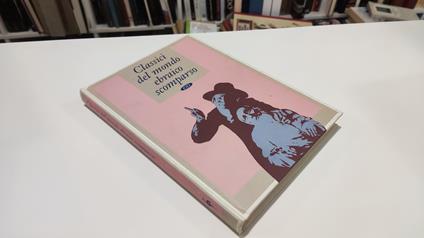 Classici
del mondo
ebraico
scomparso